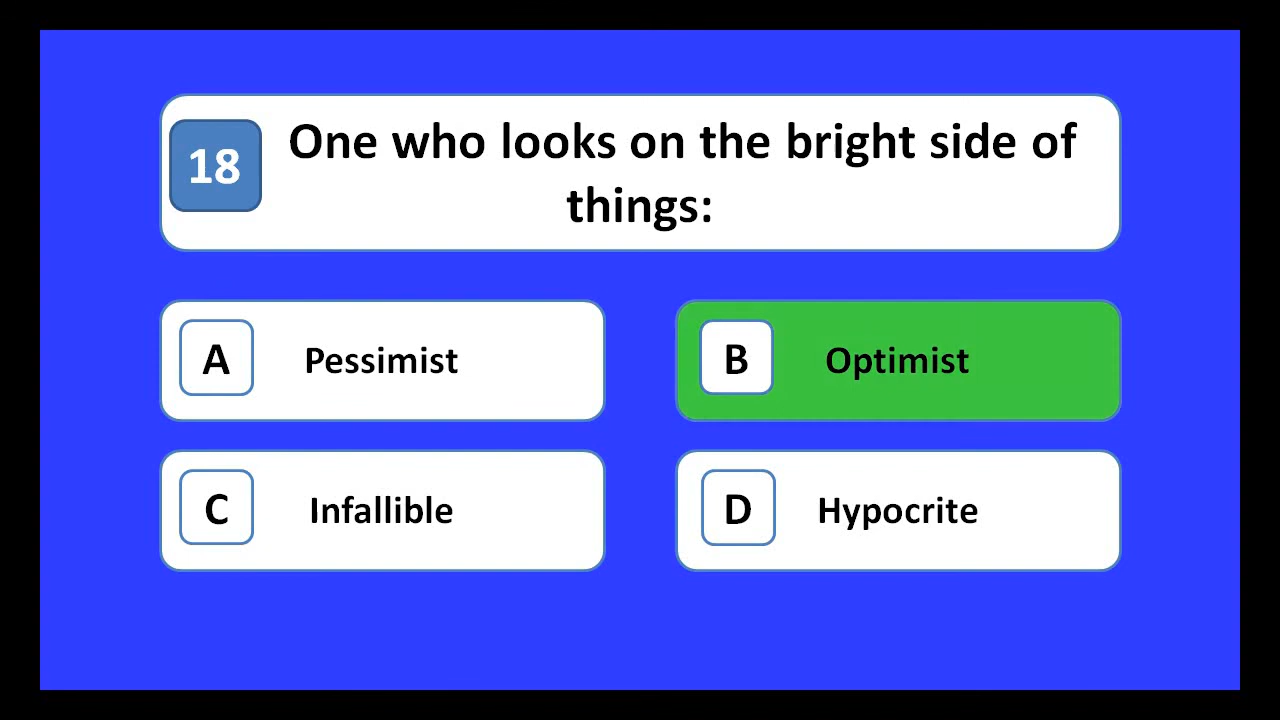 18 One who looks on the bright side of
things:
A Pessimist
B Optimist
C Infallible
D Hypocrite